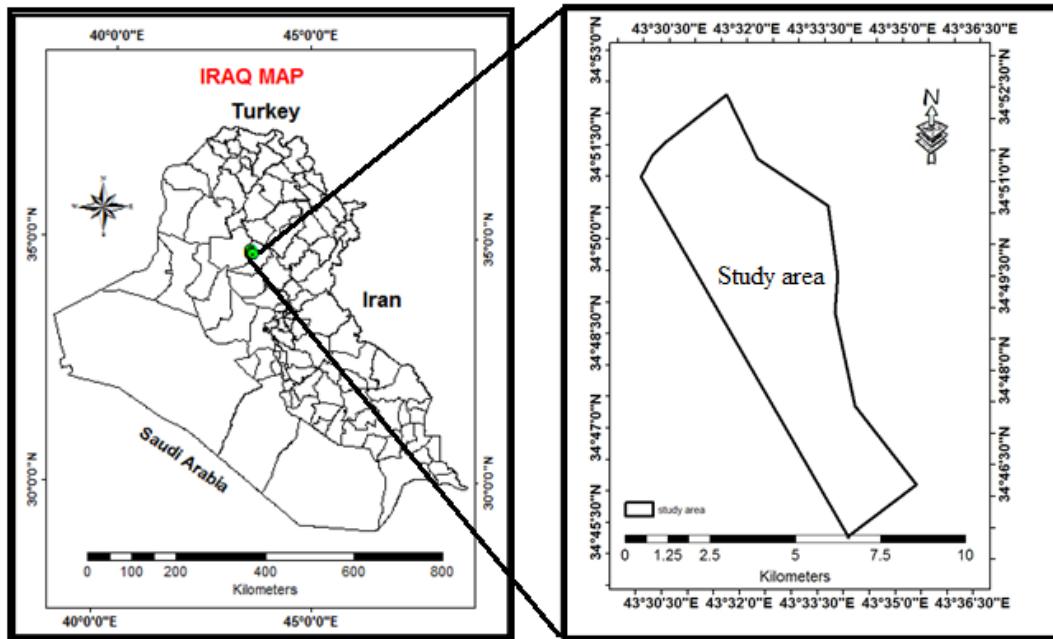 40°0'0"E 45°0'0"E
IRAQ MAP
Turkey
35°0'0"N
35°0'0"N
Iran
Saudi Arabia
30°0'0"N
30°0'0"N
0 100 200 400 600 800
Kilometers
40°0'0"E 45°0'0"E
43°30'30"E 43°32'0"E 43°33'30"E 43°35'0"E 43°36'30"E
34°53'0"N
34°51'30"N
34°50'0"N
34°48'30"N
34°47'0"N
34°45'30"N
N
Study area
34°52'30"N
34°51'0"N
34°49'30"N
34°48'0"N
34°46'30"N
34°45'0"N
study area
0 1.25 2.5 5 7.5 10
Kilometers
43°30'30"E 43°32'0"E 43°33'30"E 43°35'0"E 43°36'30"E